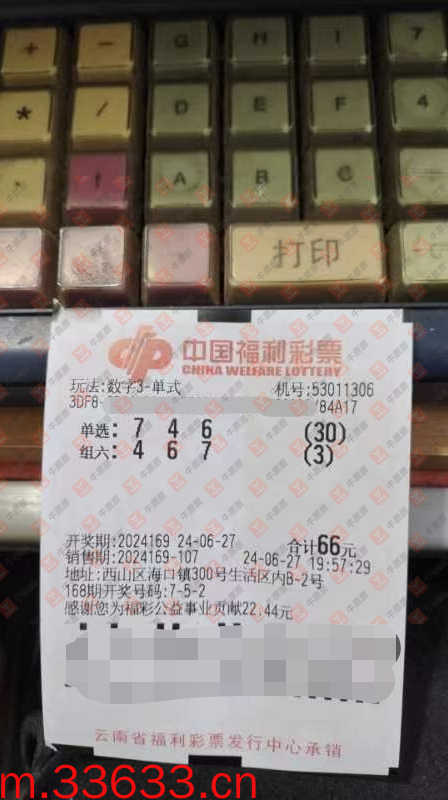 + - G H I 7
* / D E F 4
↑ A B C
打印
中国福利彩票
CHINA WELFARE LOTTERY
玩法:数字3-单式 机号:53011306
3DF8- 84A17
单选: 7 4 6 (30)
组六: 4 6 7 (3)
开奖期:2024169 24-06-27 合计66元
销售期:2024169-107 24-06-27 19:57:29
地址:西山区海口镇300号生活区内B-2号
168期开奖号码:7-5-2
感谢您为福彩公益事业贡献22.44元
云南省福利彩票发行中心承销
m.33633.cn